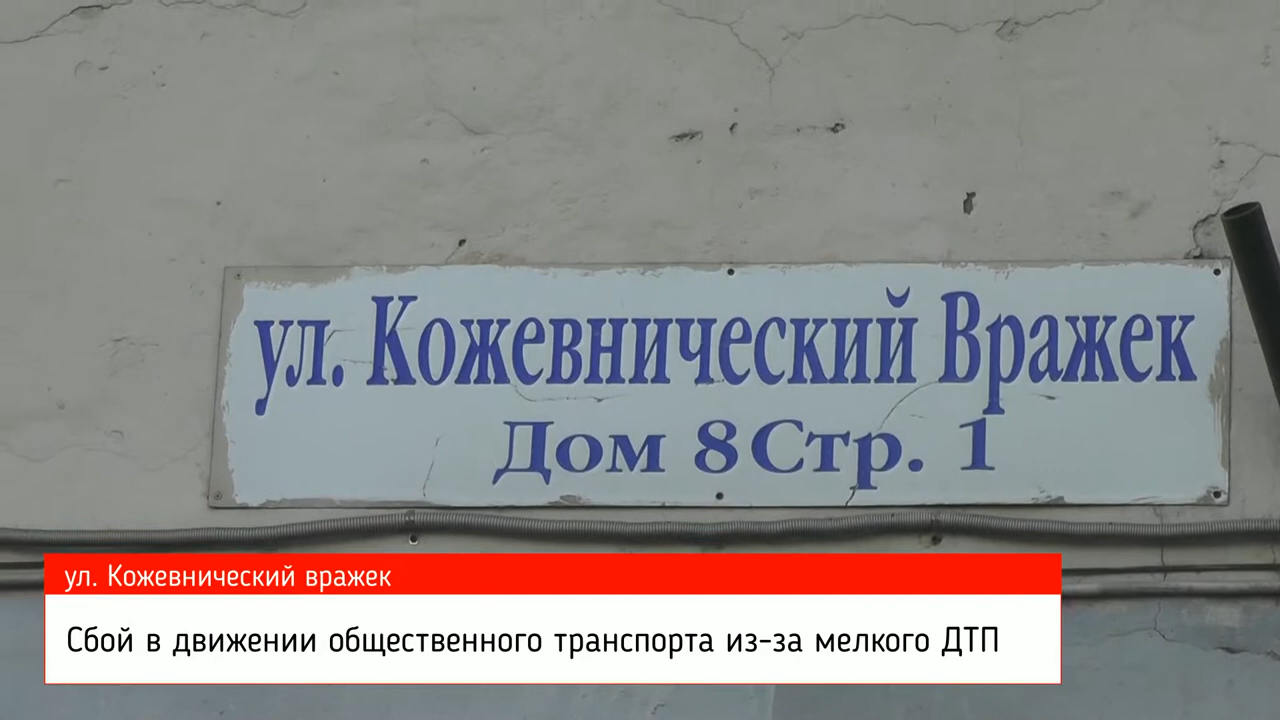 ул. Кожевнический Вражек
Дом 8 Стр. 1
ул. Кожевнический вражек
Сбой в движении общественного транспорта из-за мелкого ДТП